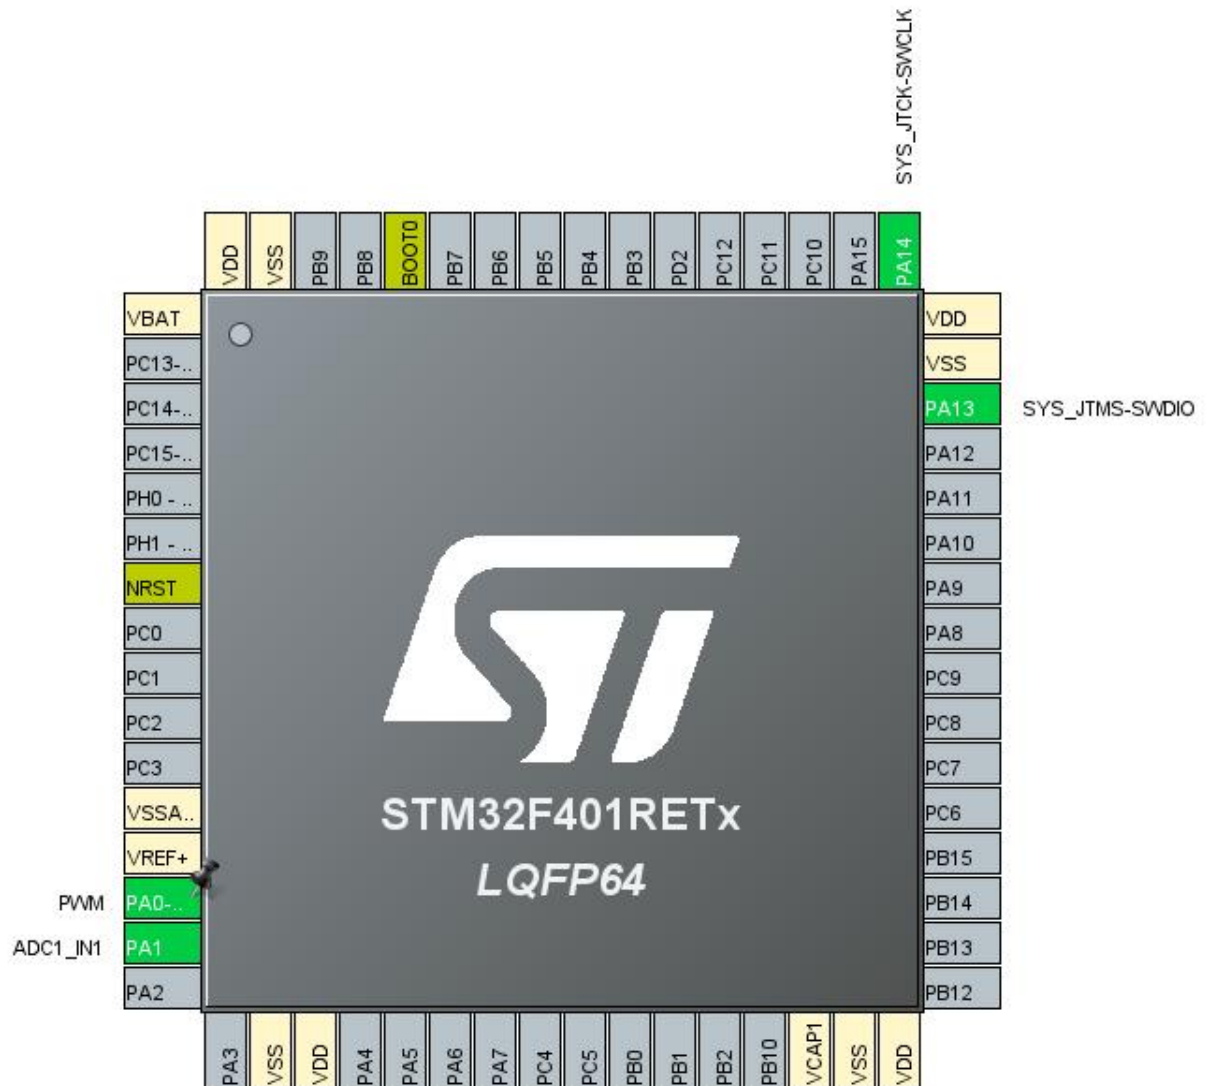 SYS_JTCK-SWCLK
VDD
VSS
PB9
PB8
BOOT0
PB7
PB6
PB5
PB4
PB3
PD2
PC12
PC11
PC10
PA15
PA14
VBAT
PC13-..
PC14-..
PC15-..
PH0 - ..
PH1 - ..
NRST
PC0
PC1
PC2
PC3
VSSA..
VREF+
PWM PA0-..
ADC1_IN1 PA1
PA2
VDD
VSS
PA13 SYS_JTMS-SWDIO
PA12
PA11
PA10
PA9
PA8
PC9
PC8
PC7
PC6
PB15
PB14
PB13
PB12
STM32F401RETx
LQFP64
PA3
VSS
VDD
PA4
PA5
PA6
PA7
PC4
PC5
PB0
PB1
PB2
PB10
VCAP1
VSS
VDD